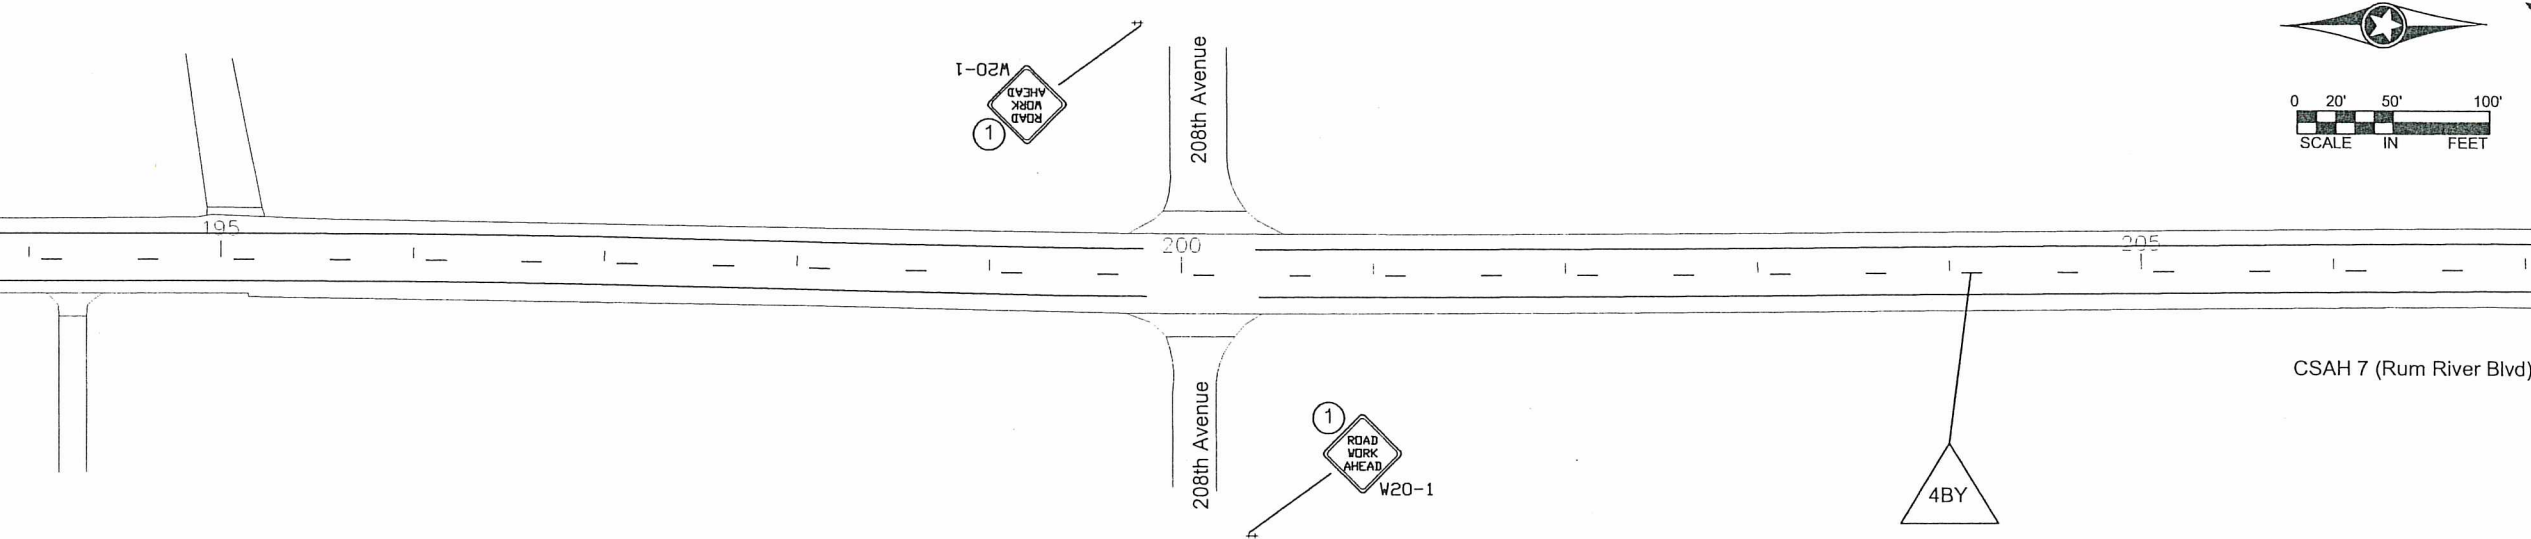 W20-1
ROAD
WORK
AHEAD
1
208th Avenue
0 20' 50' 100'
SCALE IN FEET
195
200
205
CSAH 7 (Rum River Blvd)
208th Avenue
1
ROAD
WORK
AHEAD
W20-1
4BY